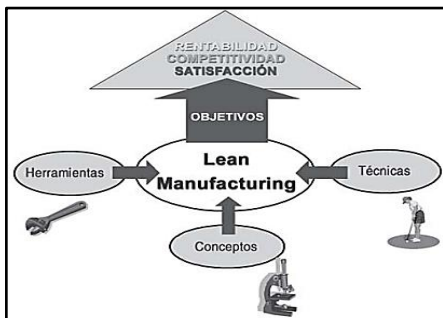 RENTABILIDAD
COMPETITIVIDAD
SATISFACCIÓN
OBJETIVOS
Lean
Manufacturing
Herramientas
Técnicas
Conceptos